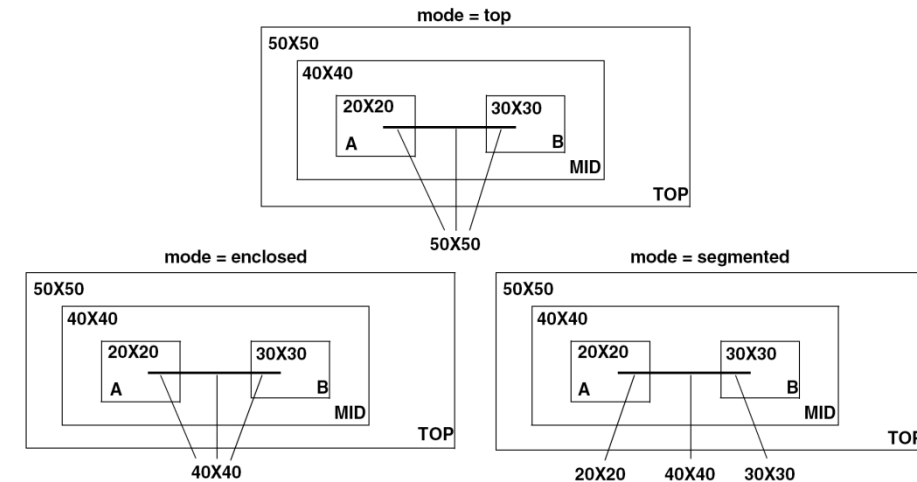 mode = top
50X50
40X40
20X20 30X30
A B
MID
TOP
50X50
mode = enclosed
50X50
40X40
20X20 30X30
A B
MID
TOP
40X40
mode = segmented
50X50
40X40
20X20 30X30
A B
MID
TOP
20X20 40X40 30X30